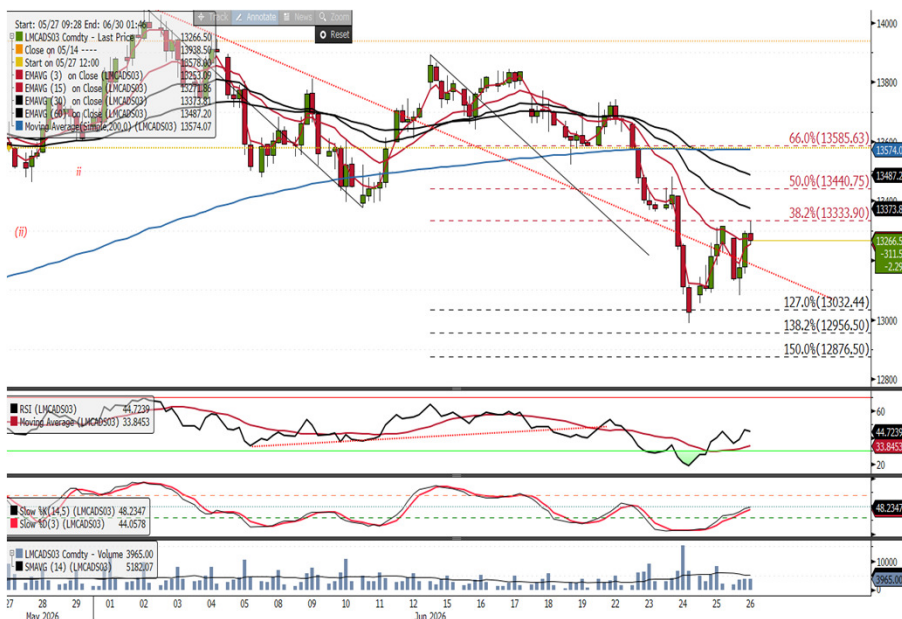 Track Annotate News Zoom
Reset
Start: 05/27 09:28 End: 06/30 01:46
LMCADS03 Comdty - Last Price 13266.50
Close on 05/14 ---- 13938.50
Start on 05/27 12:00 13578.00
EMAVG (3) on Close (LMCADS03) 13253.09
EMAVG (15) on Close (LMCADS03) 13271.86
EMAVG (30) on Close (LMCADS03) 13373.81
EMAVG (60) on Close (LMCADS03) 13487.20
Moving Average(Simple,200,0) (LMCADS03) 13574.07
ii
(ii)
66.0%(13585.63)
50.0%(13440.75)
38.2%(13333.90)
127.0%(13032.44)
138.2%(12956.50)
150.0%(12876.50)
14000
13800
13600
13574.0
13487.2
13400
13373.8
13266.5
-311.5
-2.29
13000
12800
RSI (LMCADS03) 44.7239
Moving Average (LMCADS03) 33.8453
60
44.7239
33.8453
20
Slow %K(14,5) (LMCADS03) 48.2347
Slow %D(3) (LMCADS03) 44.0578
48.2347
LMCADS03 Comdty - Volume 3965.00
SMAVG (14) (LMCADS03) 5182.07
10000
3965.00
0
27 28 01 02 03 04 05 08 09 10 11 12 15 16 17 18 19 22 23 24 25 26
May 2026 Jun 2026